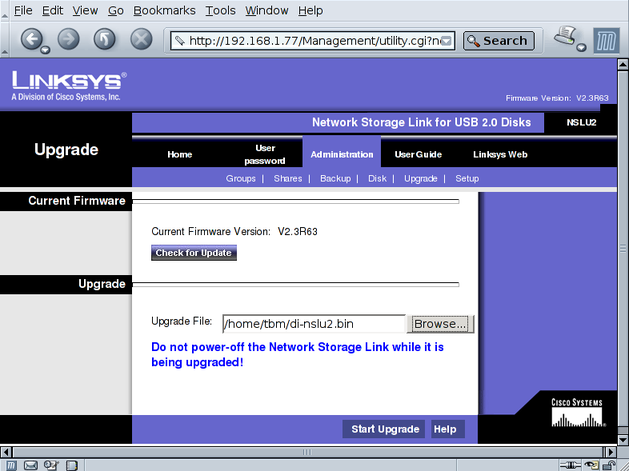 File Edit View Go Bookmarks Tools Window Help
http://192.168.1.77/Management/utility.cgi?n
Search
LINKSYS®
A Division of Cisco Systems, Inc.
Firmware Version: V2.3R63
Network Storage Link for USB 2.0 Disks NSLU2
Upgrade
Home User password Administration User Guide Linksys Web
Groups | Shares | Backup | Disk | Upgrade | Setup
Current Firmware
Current Firmware Version: V2.3R63
Check for Update
Upgrade
Upgrade File: /home/tbm/di-nslu2.bin Browse...
Do not power-off the Network Storage Link while it is
being upgraded!
CISCO SYSTEMS
Start Upgrade Help